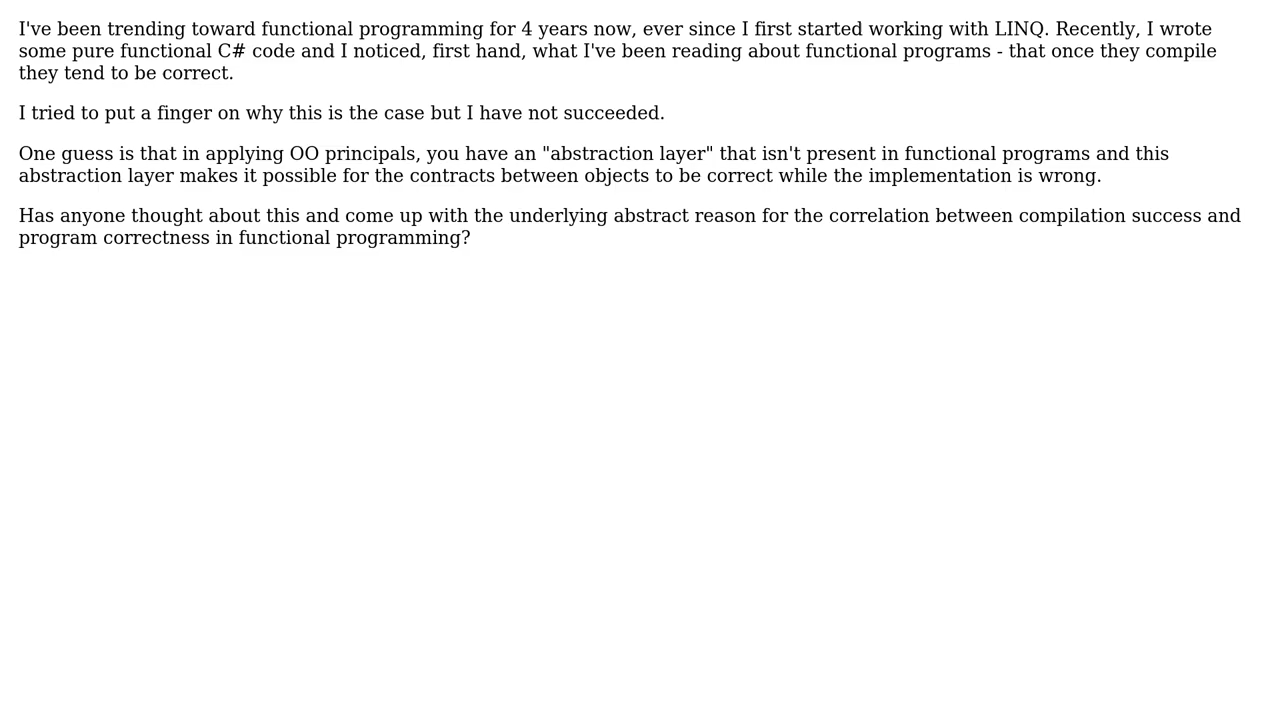 I've been trending toward functional programming for 4 years now, ever since I first started working with LINQ. Recently, I wrote
some pure functional C# code and I noticed, first hand, what I've been reading about functional programs - that once they compile
they tend to be correct.
I tried to put a finger on why this is the case but I have not succeeded.
One guess is that in applying OO principals, you have an "abstraction layer" that isn't present in functional programs and this
abstraction layer makes it possible for the contracts between objects to be correct while the implementation is wrong.
Has anyone thought about this and come up with the underlying abstract reason for the correlation between compilation success and
program correctness in functional programming?